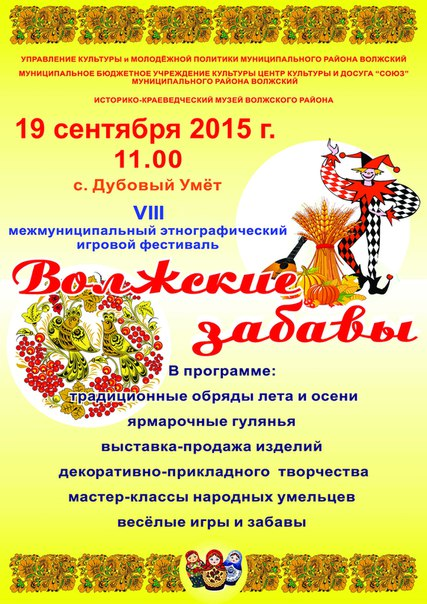 УПРАВЛЕНИЕ КУЛЬТУРЫ и МОЛОДЁЖНОЙ ПОЛИТИКИ МУНИЦИПАЛЬНОГО РАЙОНА ВОЛЖСКИЙ
МУНИЦИПАЛЬНОЕ БЮДЖЕТНОЕ УЧРЕЖДЕНИЕ КУЛЬТУРЫ ЦЕНТР КУЛЬТУРЫ И ДОСУГА "СОЮЗ"
МУНИЦИПАЛЬНОГО РАЙОНА ВОЛЖСКИЙ
ИСТОРИКО-КРАЕВЕДЧЕСКИЙ МУЗЕЙ ВОЛЖСКОГО РАЙОНА
19 сентября 2015 г.
11.00
с. Дубовый Умёт
VIII
межмуниципальный этнографический
игровой фестиваль
Волжские
забавы
В программе:
традиционные обряды лета и осени
ярмарочные гулянья
выставка-продажа изделий
декоративно-прикладного творчества
мастер-классы народных умельцев
весёлые игры и забавы